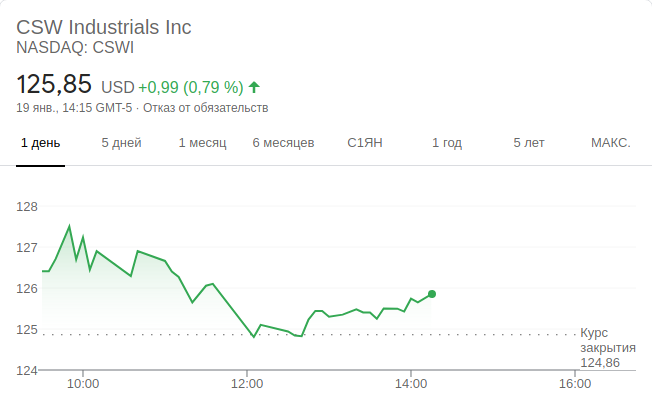 CSW Industrials Inc
NASDAQ: CSWI
125,85 USD +0,99 (0,79 %)
19 янв., 14:15 GMT-5 · Отказ от обязательств
1 день 5 дней 1 месяц 6 месяцев С1ЯН 1 год 5 лет МАКС.
128
127
126
125
124
Курс
закрытия
124,86
10:00 12:00 14:00 16:00